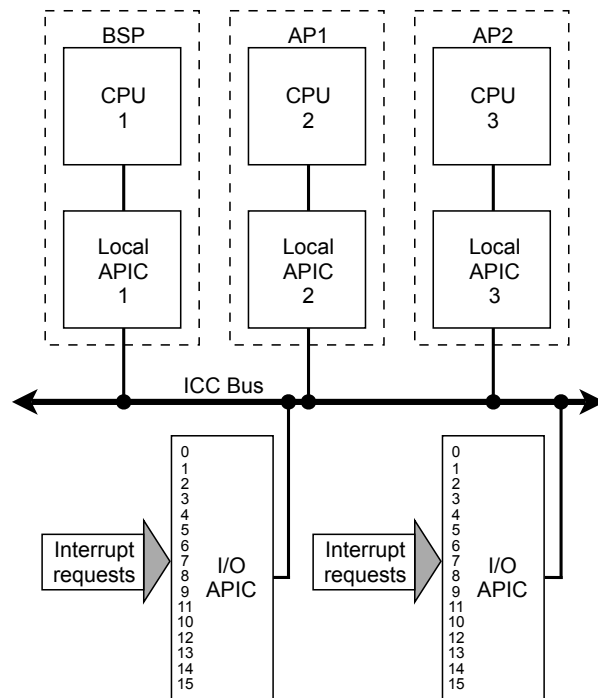 BSP
AP1
AP2
CPU
1
CPU
2
CPU
3
Local
APIC
1
Local
APIC
2
Local
APIC
3
ICC Bus
Interrupt
requests
0
1
2
3
4
5
6
7
8
9
11
10
12
13
14
15
I/O
APIC
Interrupt
requests
0
1
2
3
4
5
6
7
8
9
11
10
12
13
14
15
I/O
APIC